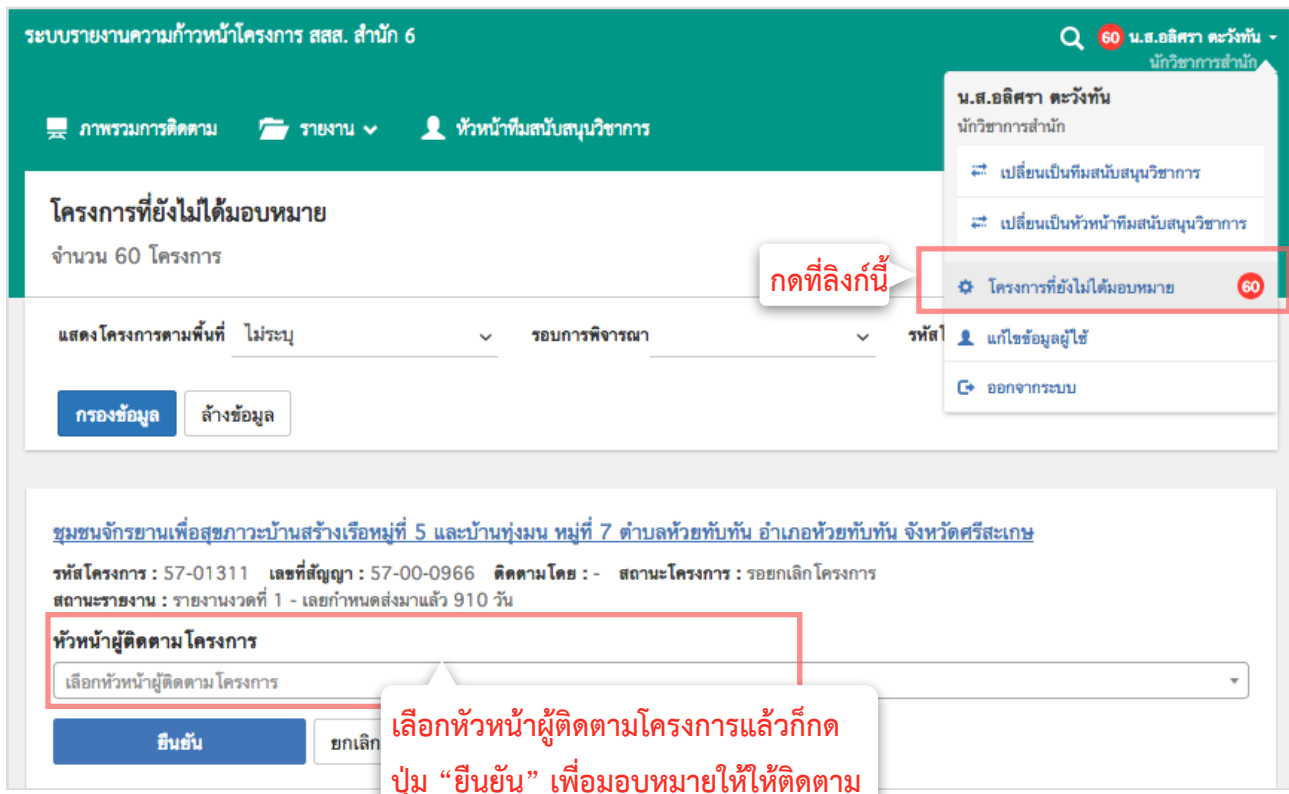 ระบบรายงานความก้าวหน้าโครงการ สสส. สำนัก 6
60 น.ส.อลิศรา ตะวังทัน
นักวิชาการสำนัก
ภาพรวมการติดตาม รายงาน หัวหน้าทีมสนับสนุนวิชาการ
น.ส.อลิศรา ตะวังทัน
นักวิชาการสำนัก
เปลี่ยนเป็นทีมสนับสนุนวิชาการ
เปลี่ยนเป็นหัวหน้าทีมสนับสนุนวิชาการ
โครงการที่ยังไม่ได้มอบหมาย 60
แก้ไขข้อมูลผู้ใช้
ออกจากระบบ
กดที่ลิงก์นี้
โครงการที่ยังไม่ได้มอบหมาย
จำนวน 60 โครงการ
แสดงโครงการตามพื้นที่ ไม่ระบุ รอบการพิจารณา
กรองข้อมูล ล้างข้อมูล
ชุมชนจักรยานเพื่อสุขภาวะบ้านสร้างเรือหมู่ที่ 5 และบ้านทุ่งมน หมู่ที่ 7 ตำบลห้วยทับทัน อำเภอห้วยทับทัน จังหวัดศรีสะเกษ
รหัสโครงการ : 57-01311 เลขที่สัญญา : 57-00-0966 ติดตามโดย : - สถานะโครงการ : รอยกเลิกโครงการ
สถานะรายงาน : รายงานงวดที่ 1 - เลยกำหนดส่งมาแล้ว 910 วัน
หัวหน้าผู้ติดตามโครงการ
เลือกหัวหน้าผู้ติดตามโครงการ
ยืนยัน ยกเลิก
เลือกหัวหน้าผู้ติดตามโครงการแล้วก็กด
ปุ่ม “ยืนยัน” เพื่อมอบหมายให้ให้ติดตาม